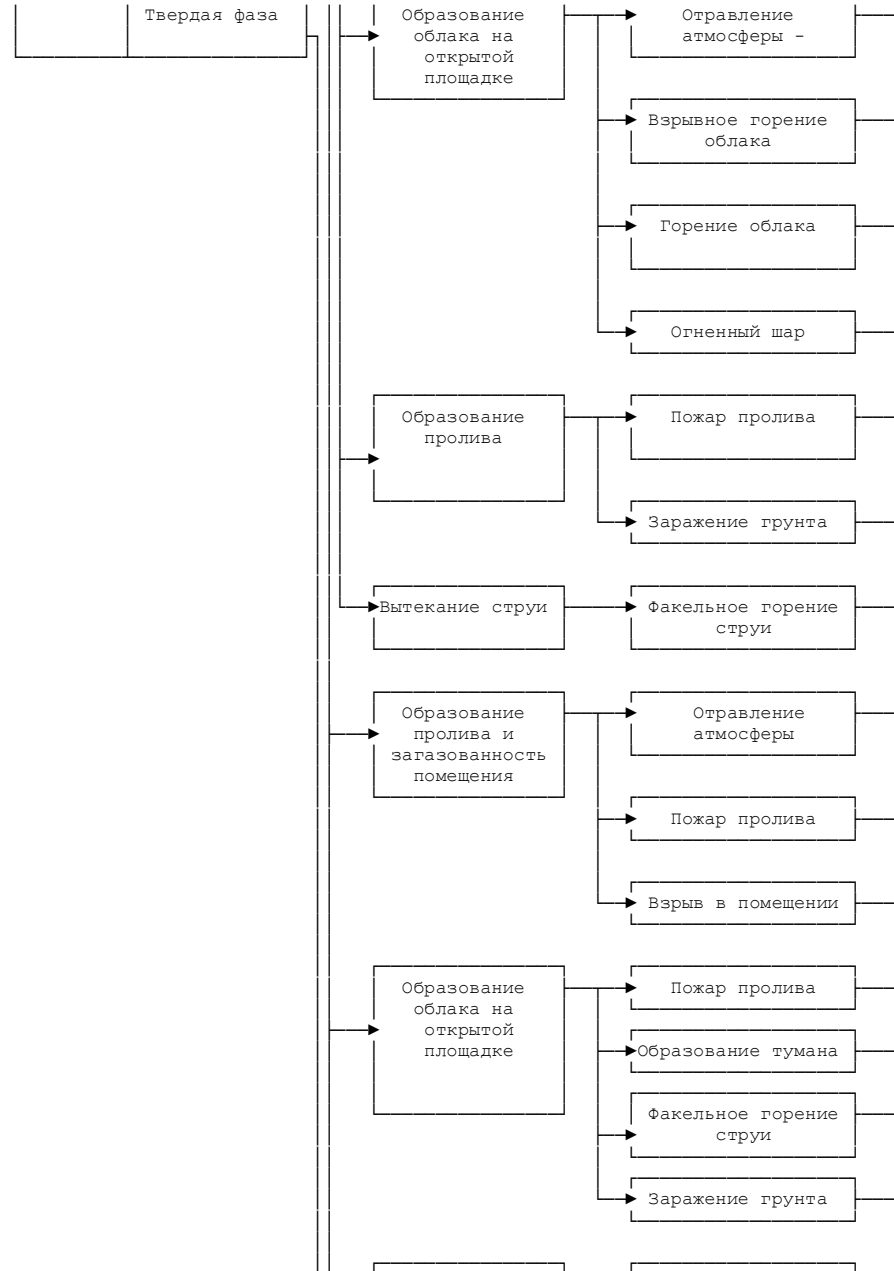 Твердая фаза
Образование
облака на
открытой
площадке
Отравление
атмосферы -
Взрывное горение
облака
Горение облака
Огненный шар
Образование
пролива
Пожар пролива
Заражение грунта
Вытекание струи
Факельное горение
струи
Образование
пролива и
загазованность
помещения
Отравление
атмосферы
Пожар пролива
Взрыв в помещении
Образование
облака на
открытой
площадке
Пожар пролива
Образование тумана
Факельное горение
струи
Заражение грунта